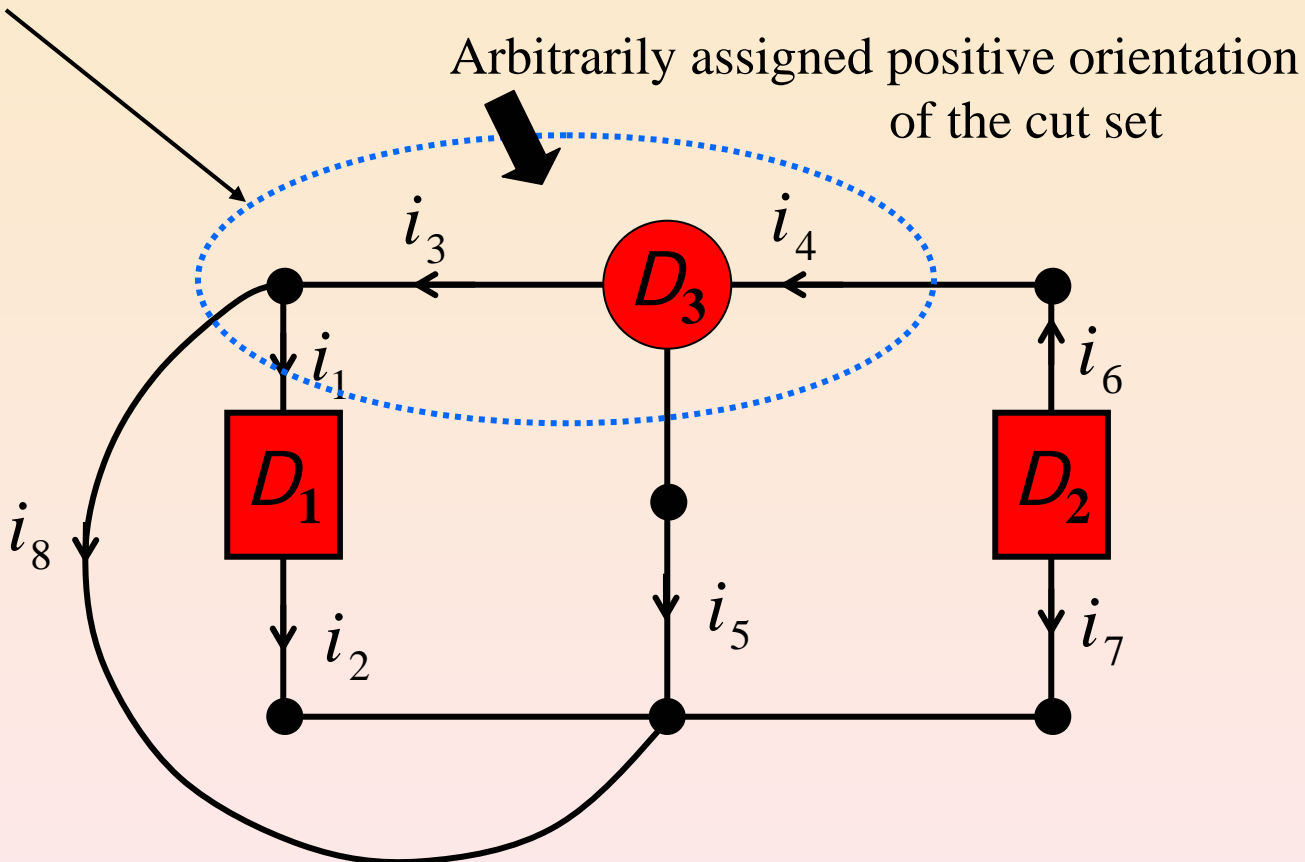 Arbitrarily assigned positive orientation
of the cut set
i3
i4
D3
i1
i6
D1
D2
i8
i5
i2
i7